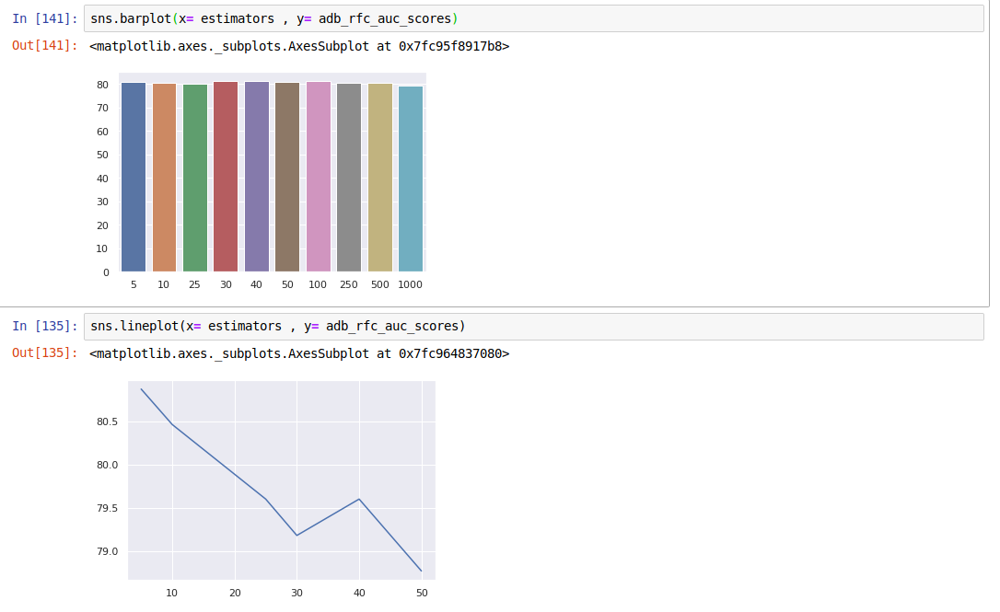 In [141]: sns.barplot(x= estimators , y= adb_rfc_auc_scores)
Out[141]: <matplotlib.axes._subplots.AxesSubplot at 0x7fc95f8917b8>
80
70
60
50
40
30
20
10
0
5 10 25 30 40 50 100 250 500 1000
In [135]: sns.lineplot(x= estimators , y= adb_rfc_auc_scores)
Out[135]: <matplotlib.axes._subplots.AxesSubplot at 0x7fc964837080>
80.5
80.0
79.5
79.0
10 20 30 40 50